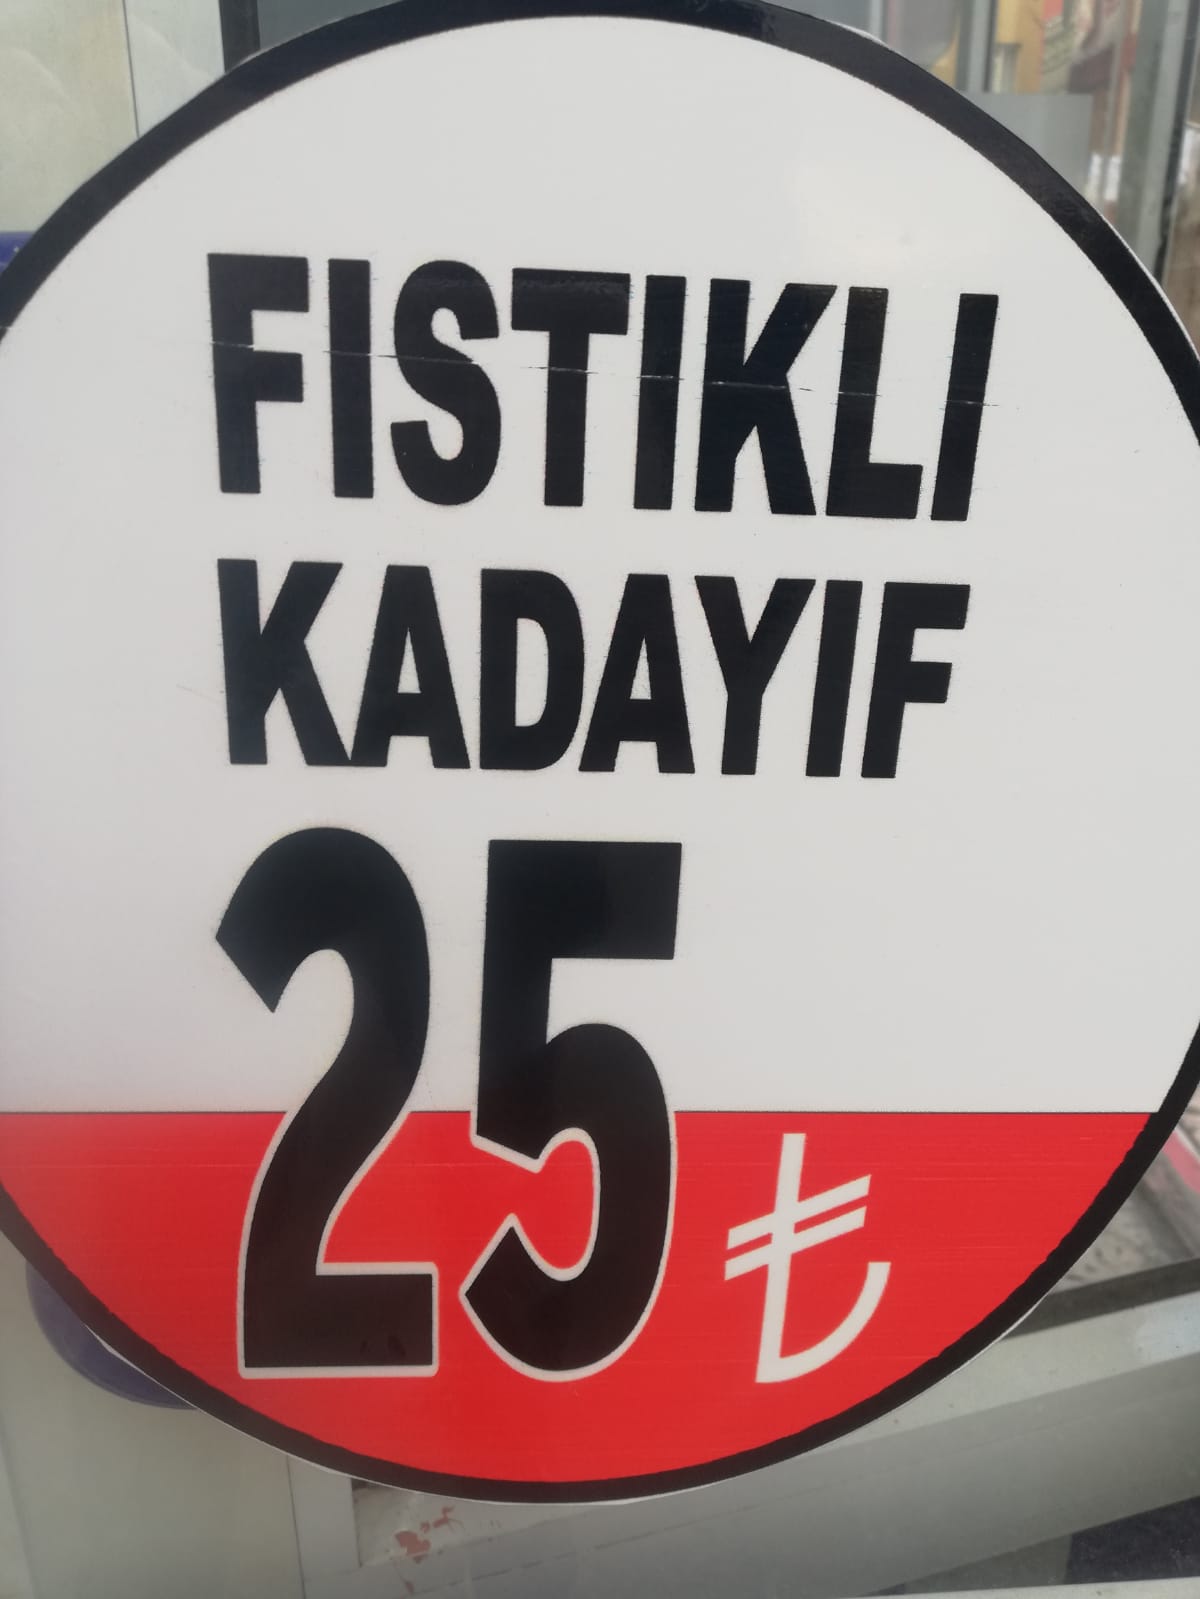 FISTIKLI
KADAYIF
25 ₺